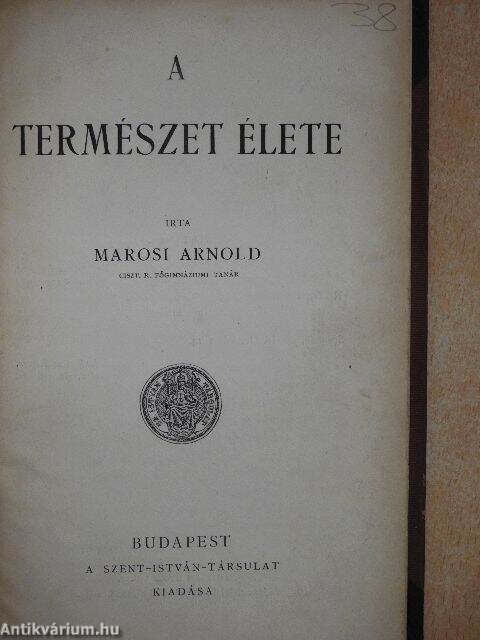 38
A
TERMÉSZET ÉLETE
IRTA
MAROSI ARNOLD
CISZT. R. FŐGIMNÁZIUMI TANÁR
BUDAPEST
A SZENT-ISTVÁN-TÁRSULAT
KIADÁSA
Antikvárium.hu